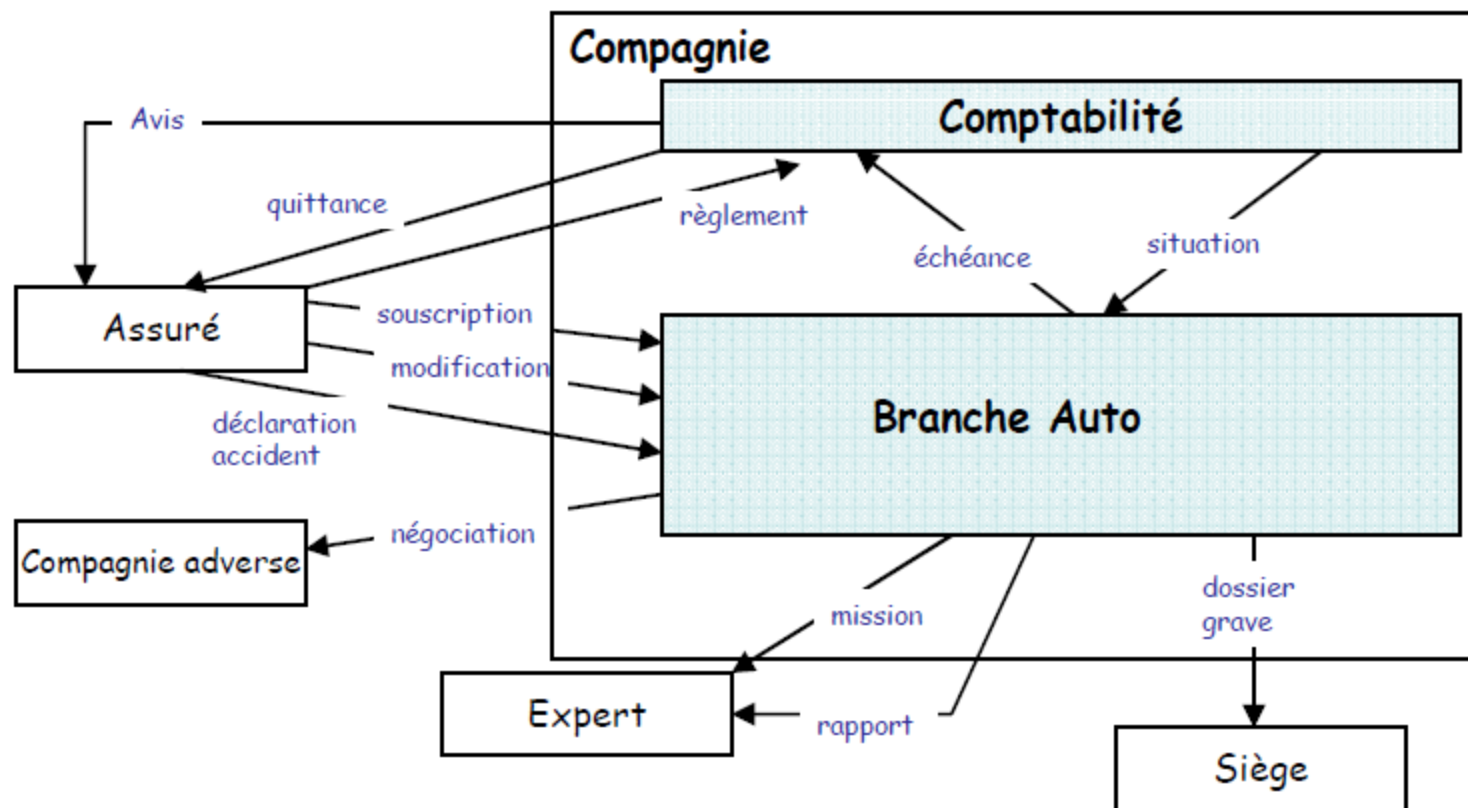 Compagnie
Comptabilité
Avis
quittance
règlement
échéance
situation
Assuré
souscription
modification
déclaration
accident
Branche Auto
négociation
Compagnie adverse
mission
dossier
grave
Expert
rapport
Siège